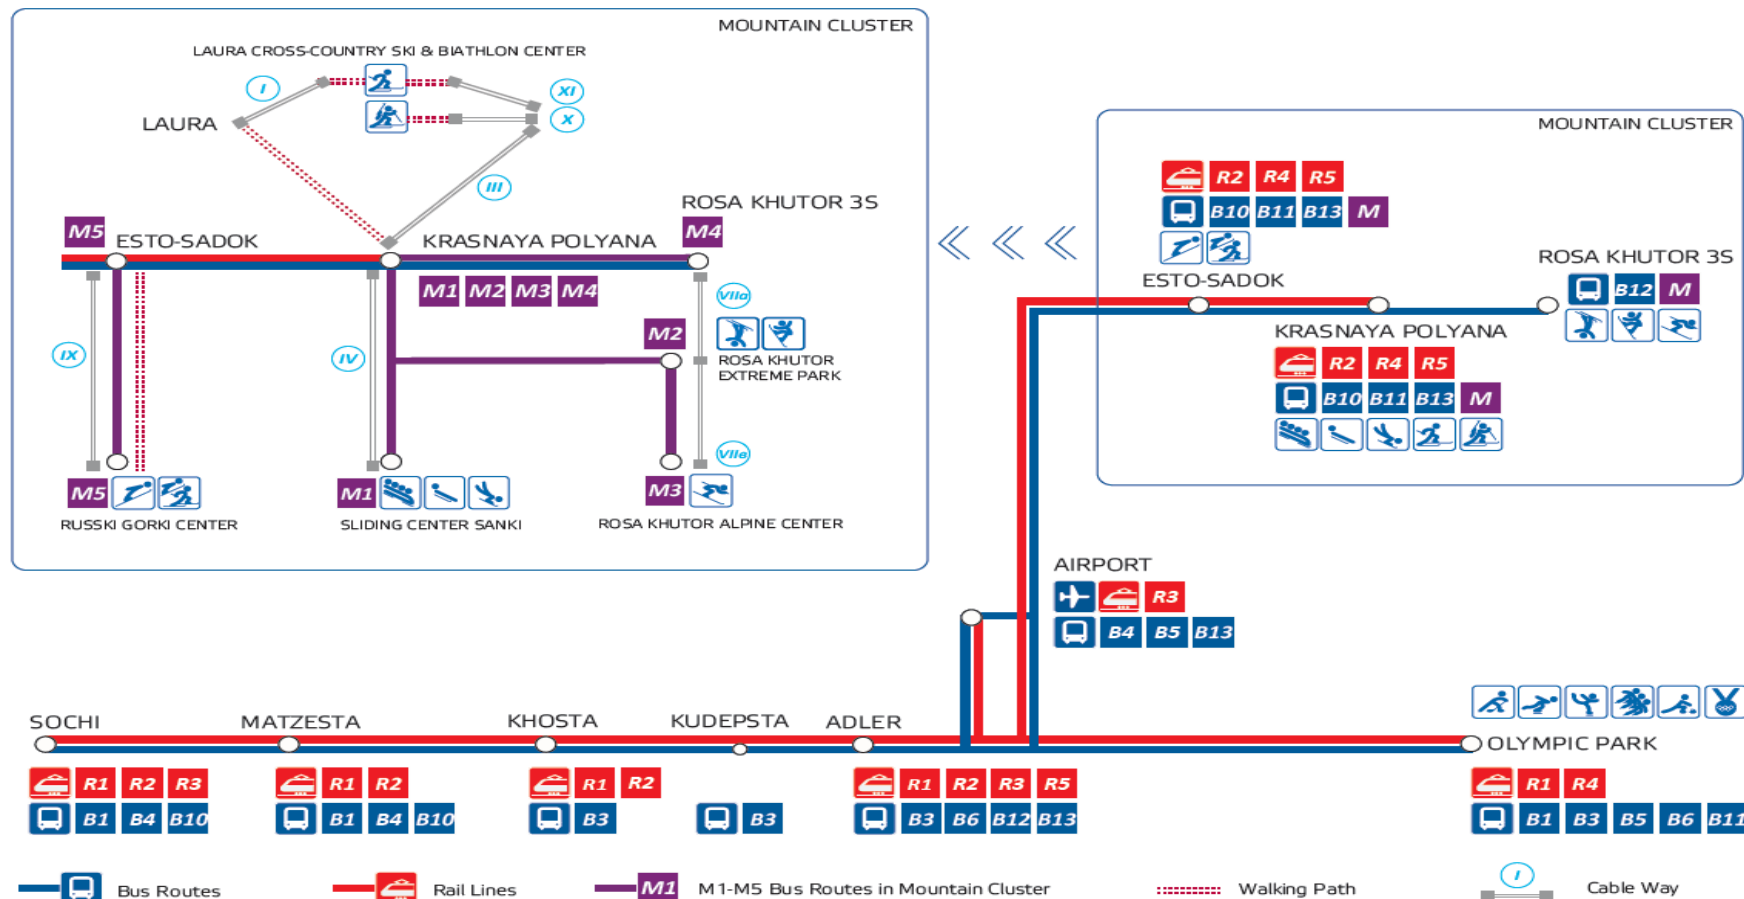 MOUNTAIN CLUSTER
LAURA CROSS-COUNTRY SKI & BIATHLON CENTER
I
XI
X
LAURA
III
ROSA KHUTOR 3S
M5
ESTO-SADOK
KRASNAYA POLYANA
M4
M1 M2 M3 M4
VIIa
M2
IX
IV
ROSA KHUTOR
EXTREME PARK
VIIe
M5
M1
M3
RUSSKI GORKI CENTER
SLIDING CENTER SANKI
ROSA KHUTOR ALPINE CENTER
MOUNTAIN CLUSTER
R2 R4 R5
B10 B11 B13 M
ESTO-SADOK
ROSA KHUTOR 3S
B12 M
KRASNAYA POLYANA
R2 R4 R5
B10 B11 B13 M
AIRPORT
R3
B4 B5 B13
SOCHI
MATZESTA
KHOSTA
KUDEPSTA
ADLER
OLYMPIC PARK
R1 R2 R3
B1 B4 B10
R1 R2
B1 B4 B10
R1 R2
B3
B3
R1 R2 R3 R5
B3 B6 B12 B13
R1 R4
B1 B3 B5 B6 B11
Bus Routes
Rail Lines
M1
M1-M5 Bus Routes in Mountain Cluster
Walking Path
I
Cable Way